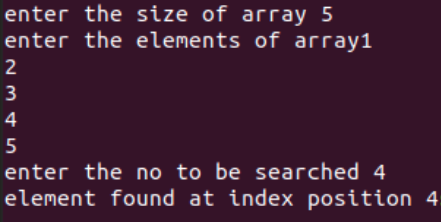 enter the size of array 5
enter the elements of array1
2
3
4
5
enter the no to be searched 4
element found at index position 4